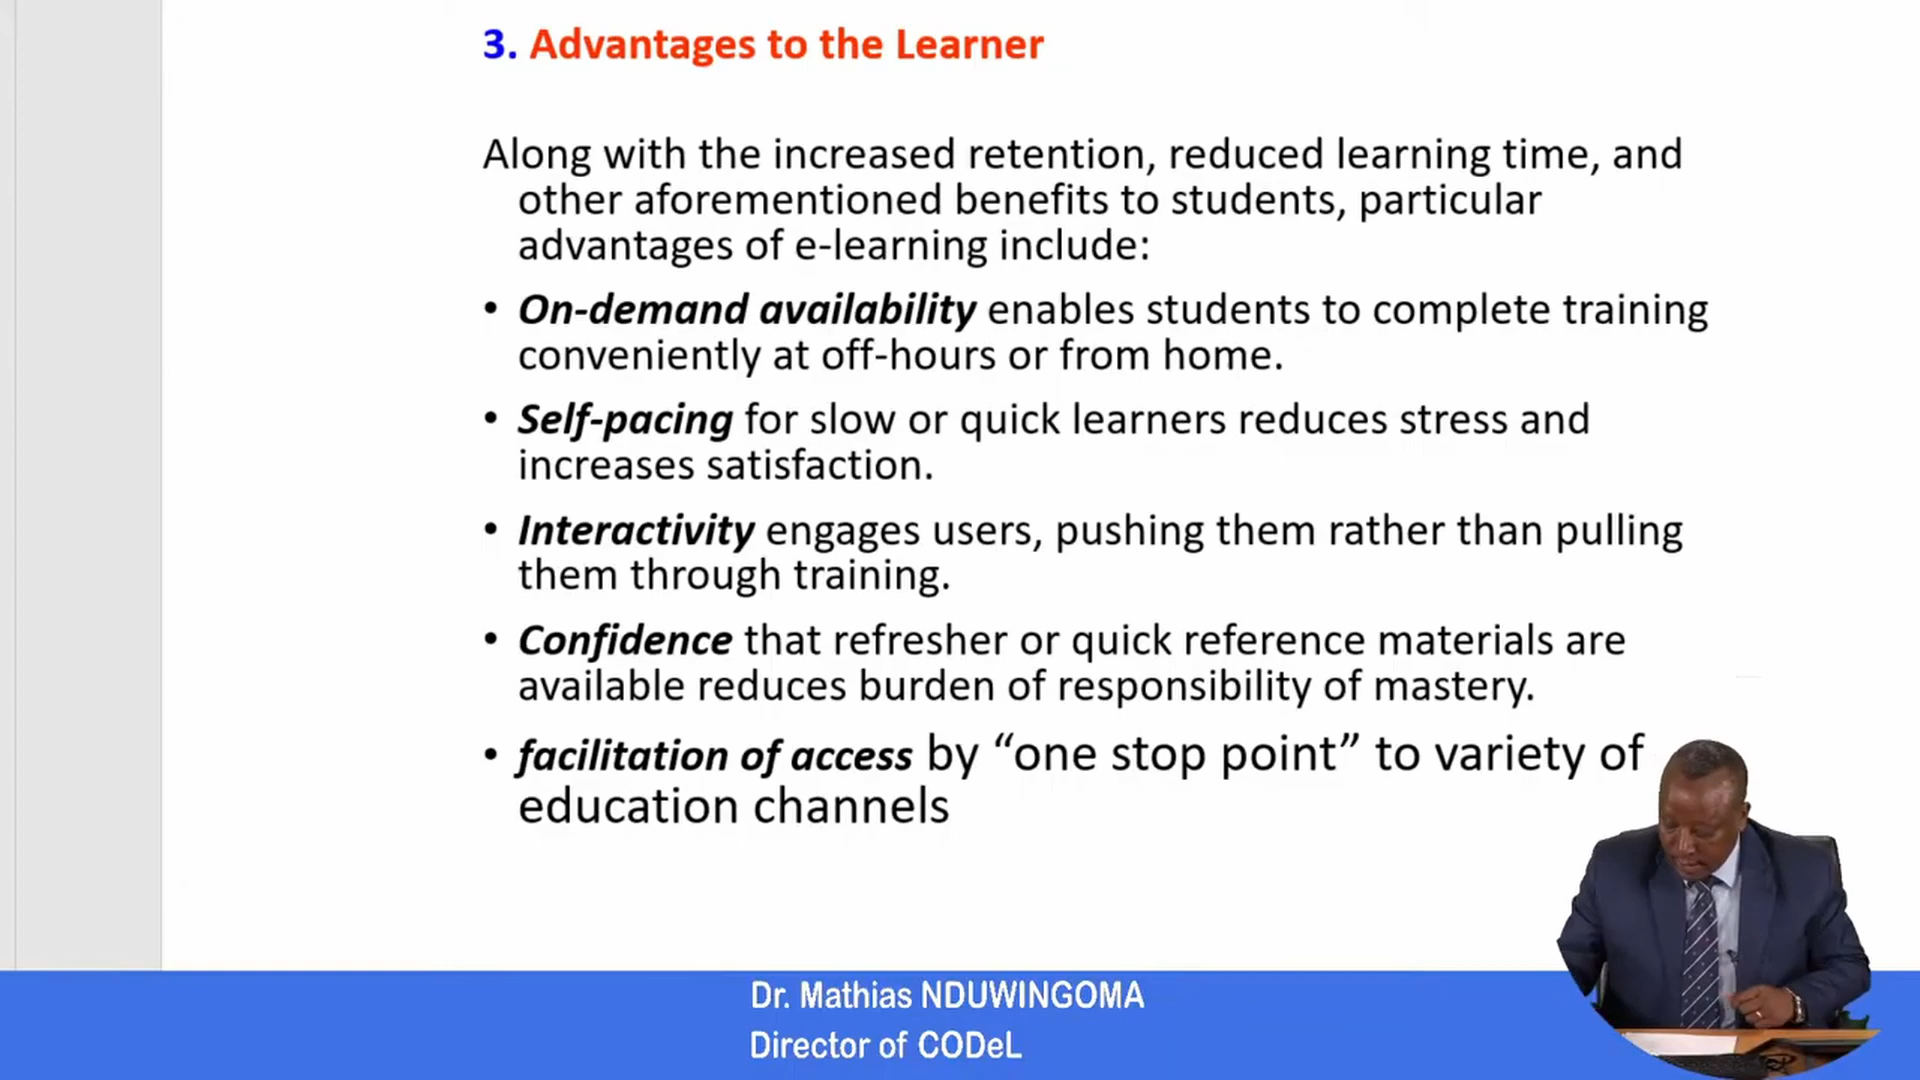 3. Advantages to the Learner
Along with the increased retention, reduced learning time, and
other aforementioned benefits to students, particular
advantages of e-learning include:
• On-demand availability enables students to complete training
conveniently at off-hours or from home.
• Self-pacing for slow or quick learners reduces stress and
increases satisfaction.
• Interactivity engages users, pushing them rather than pulling
them through training.
• Confidence that refresher or quick reference materials are
available reduces burden of responsibility of mastery.
• facilitation of access by “one stop point” to variety of
education channels
Dr. Mathias NDUWINGOMA
Director of CODeL